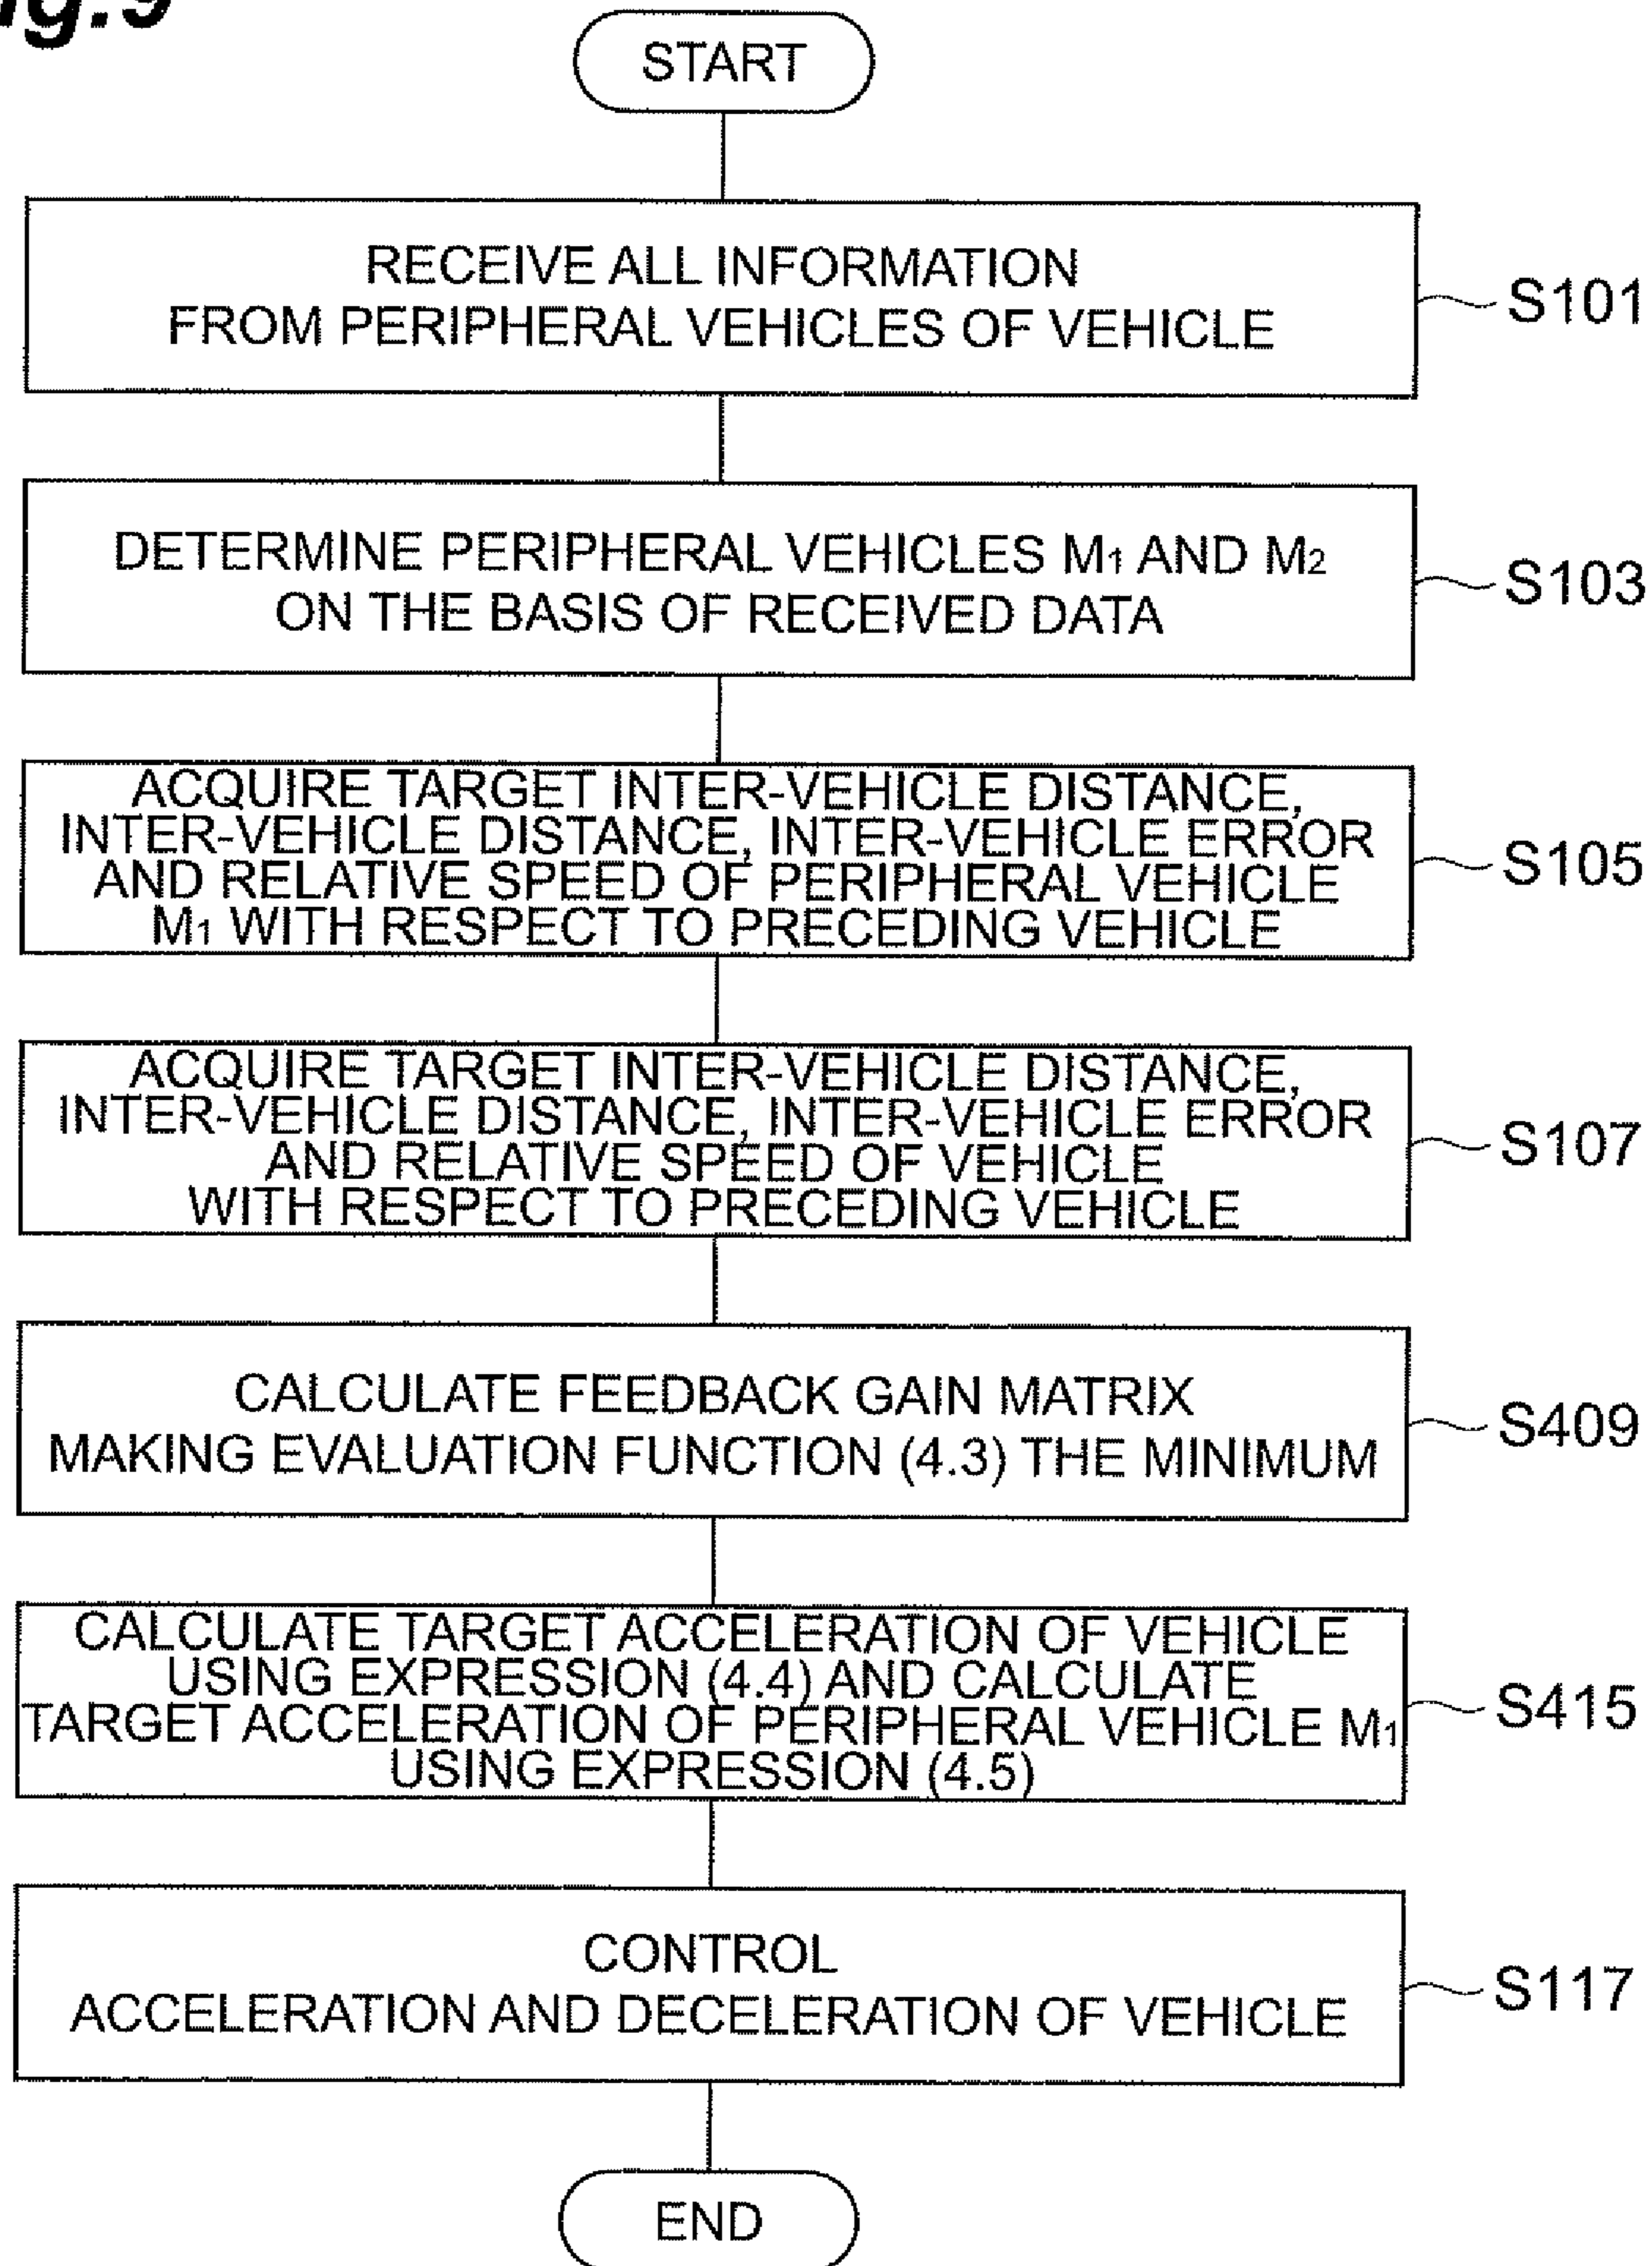 ig.9
START
RECEIVE ALL INFORMATION
FROM PERIPHERAL VEHICLES OF VEHICLE
S101
DETERMINE PERIPHERAL VEHICLES M1 AND M2
ON THE BASIS OF RECEIVED DATA
S103
ACQUIRE TARGET INTER-VEHICLE DISTANCE,
INTER-VEHICLE DISTANCE, INTER-VEHICLE ERROR
AND RELATIVE SPEED OF PERIPHERAL VEHICLE
M1 WITH RESPECT TO PRECEDING VEHICLE
S105
ACQUIRE TARGET INTER-VEHICLE DISTANCE,
INTER-VEHICLE DISTANCE, INTER-VEHICLE ERROR
AND RELATIVE SPEED OF VEHICLE
WITH RESPECT TO PRECEDING VEHICLE
S107
CALCULATE FEEDBACK GAIN MATRIX
MAKING EVALUATION FUNCTION (4.3) THE MINIMUM
S409
CALCULATE TARGET ACCELERATION OF VEHICLE
USING EXPRESSION (4.4) AND CALCULATE
TARGET ACCELERATION OF PERIPHERAL VEHICLE M1
USING EXPRESSION (4.5)
S415
CONTROL
ACCELERATION AND DECELERATION OF VEHICLE
S117
END